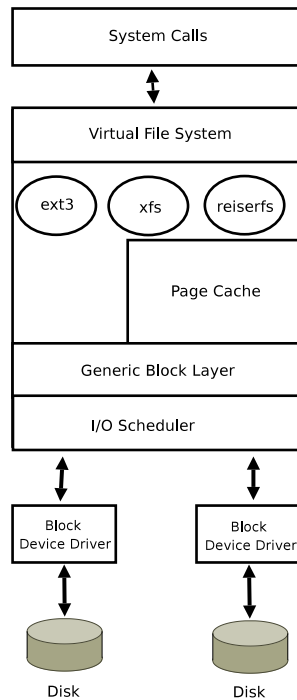 System Calls
Virtual File System
ext3 xfs reiserfs
Page Cache
Generic Block Layer
I/O Scheduler
Block
Device Driver
Block
Device Driver
Disk
Disk